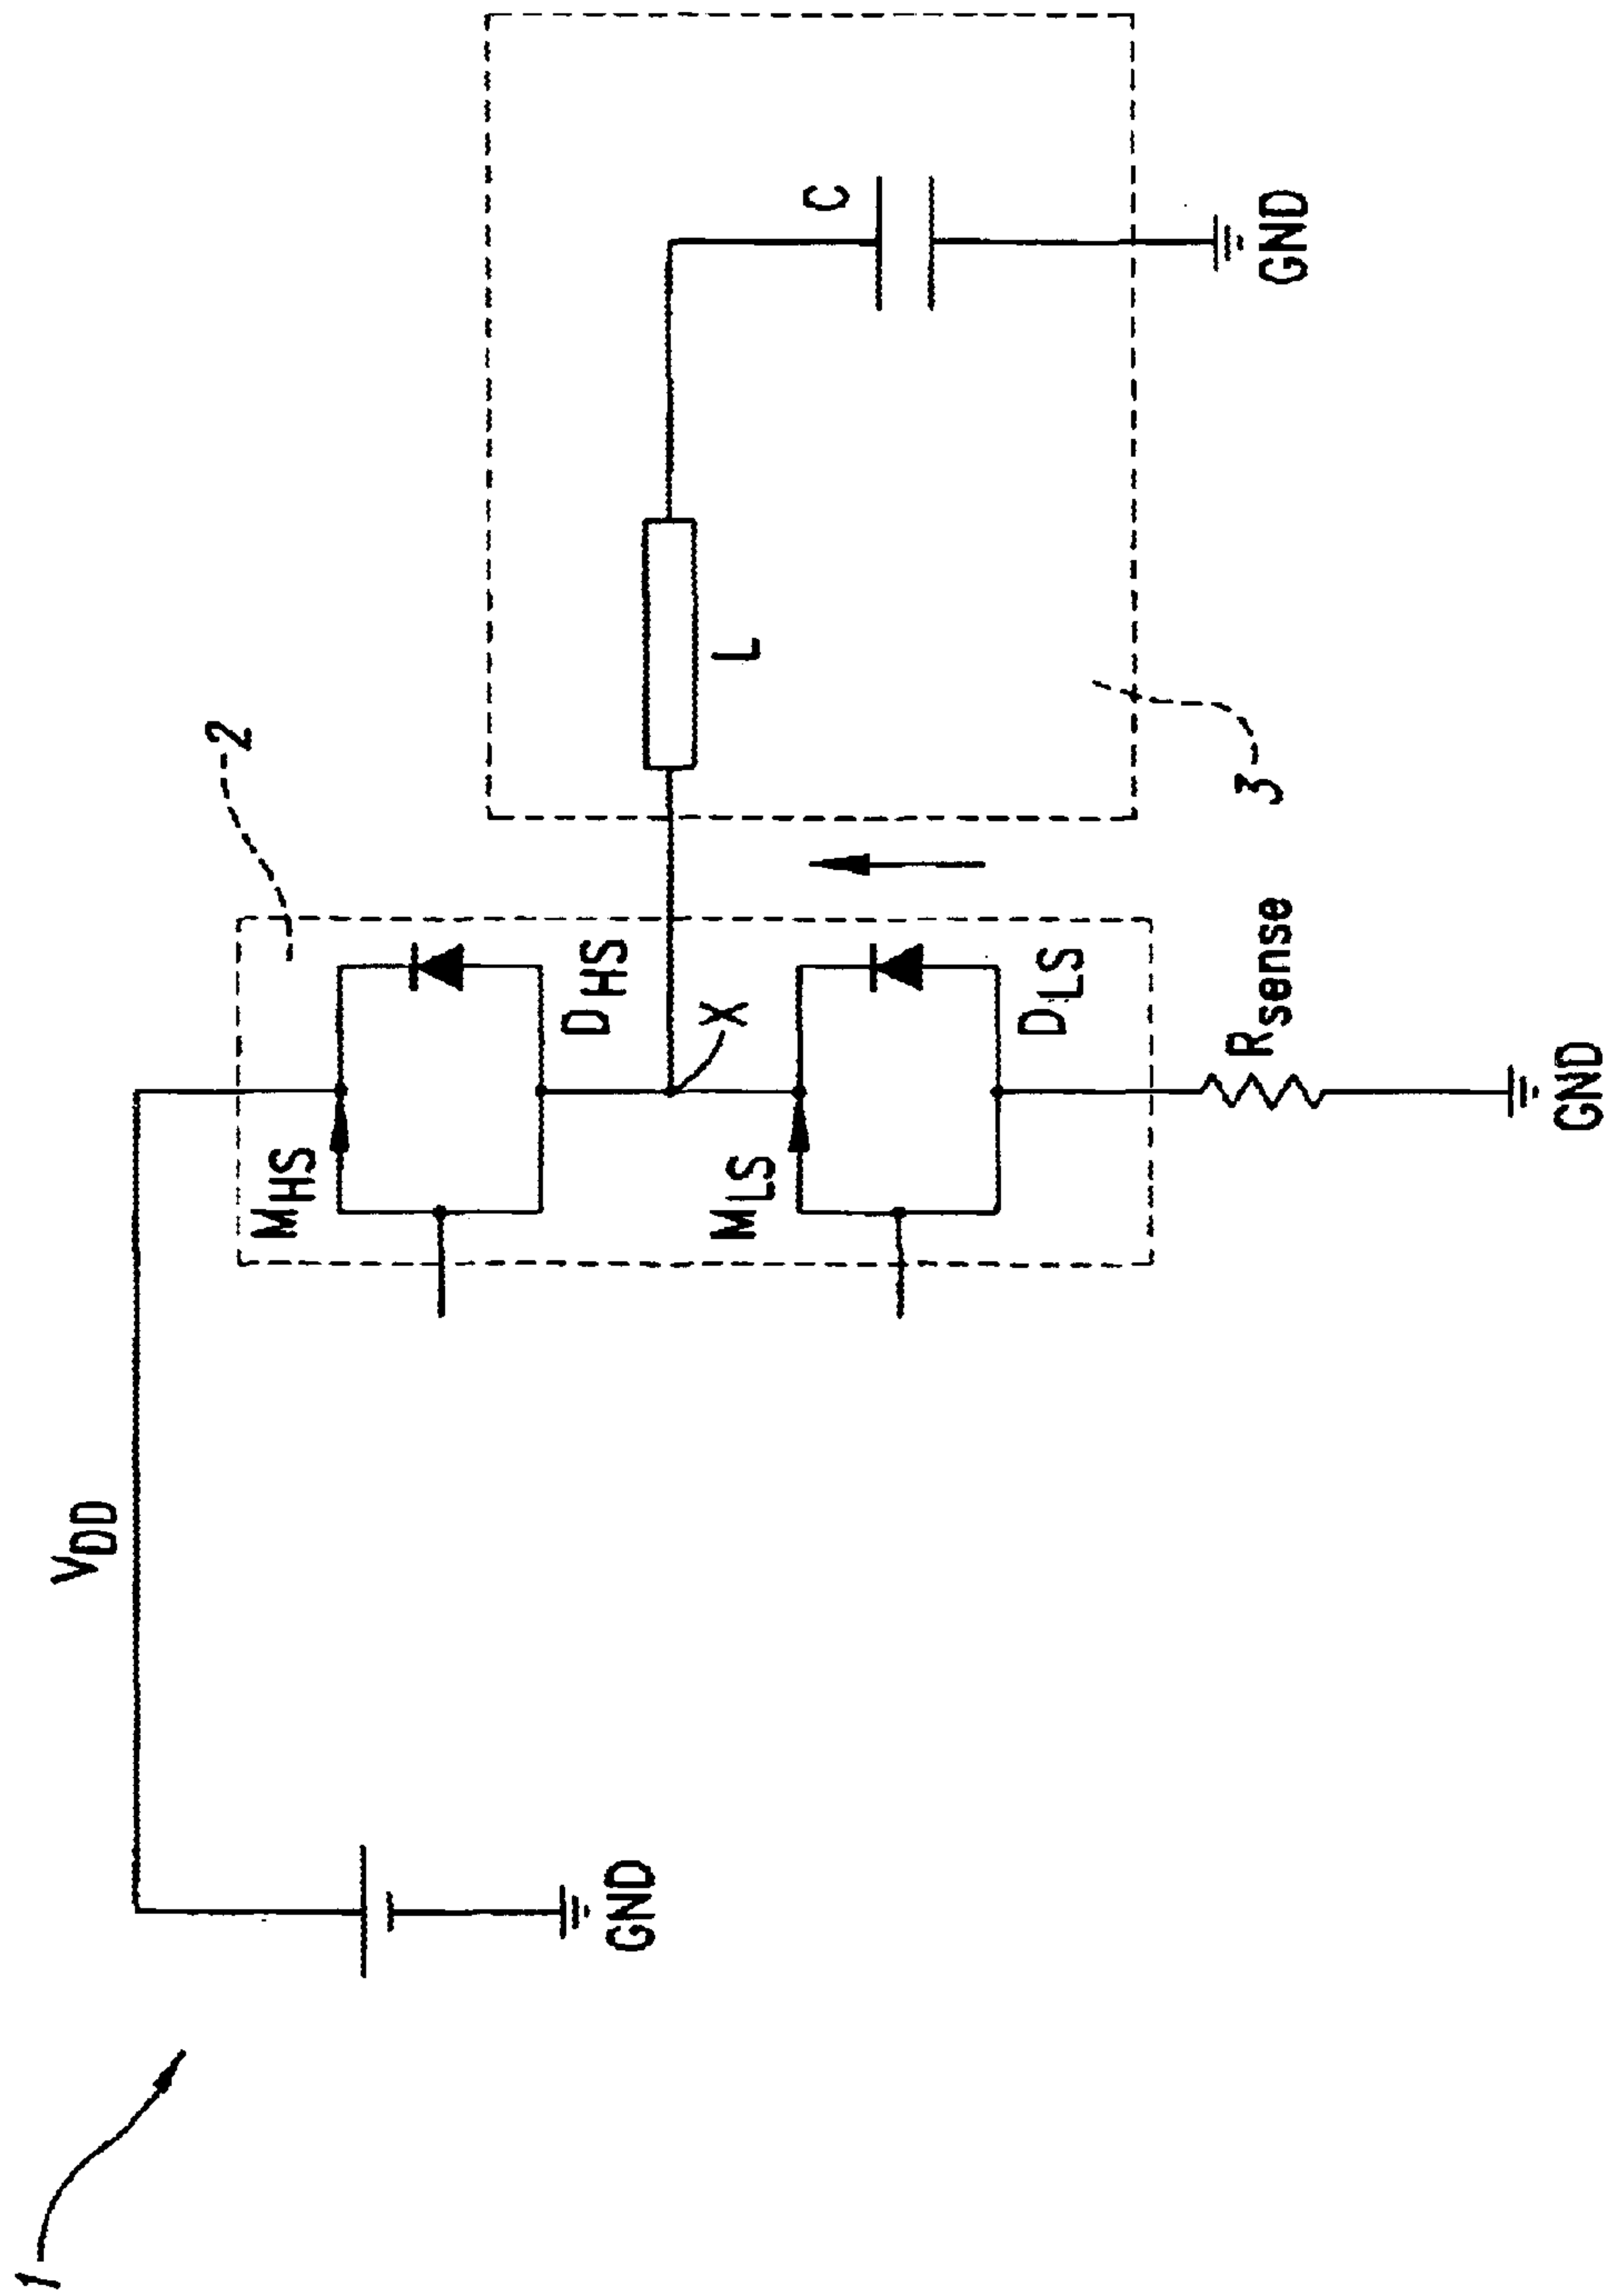 1
V_DD
GND
2
M_HS
D_HS
X
M_LS
D_LS
R_sense
GND
L
C
3
GND